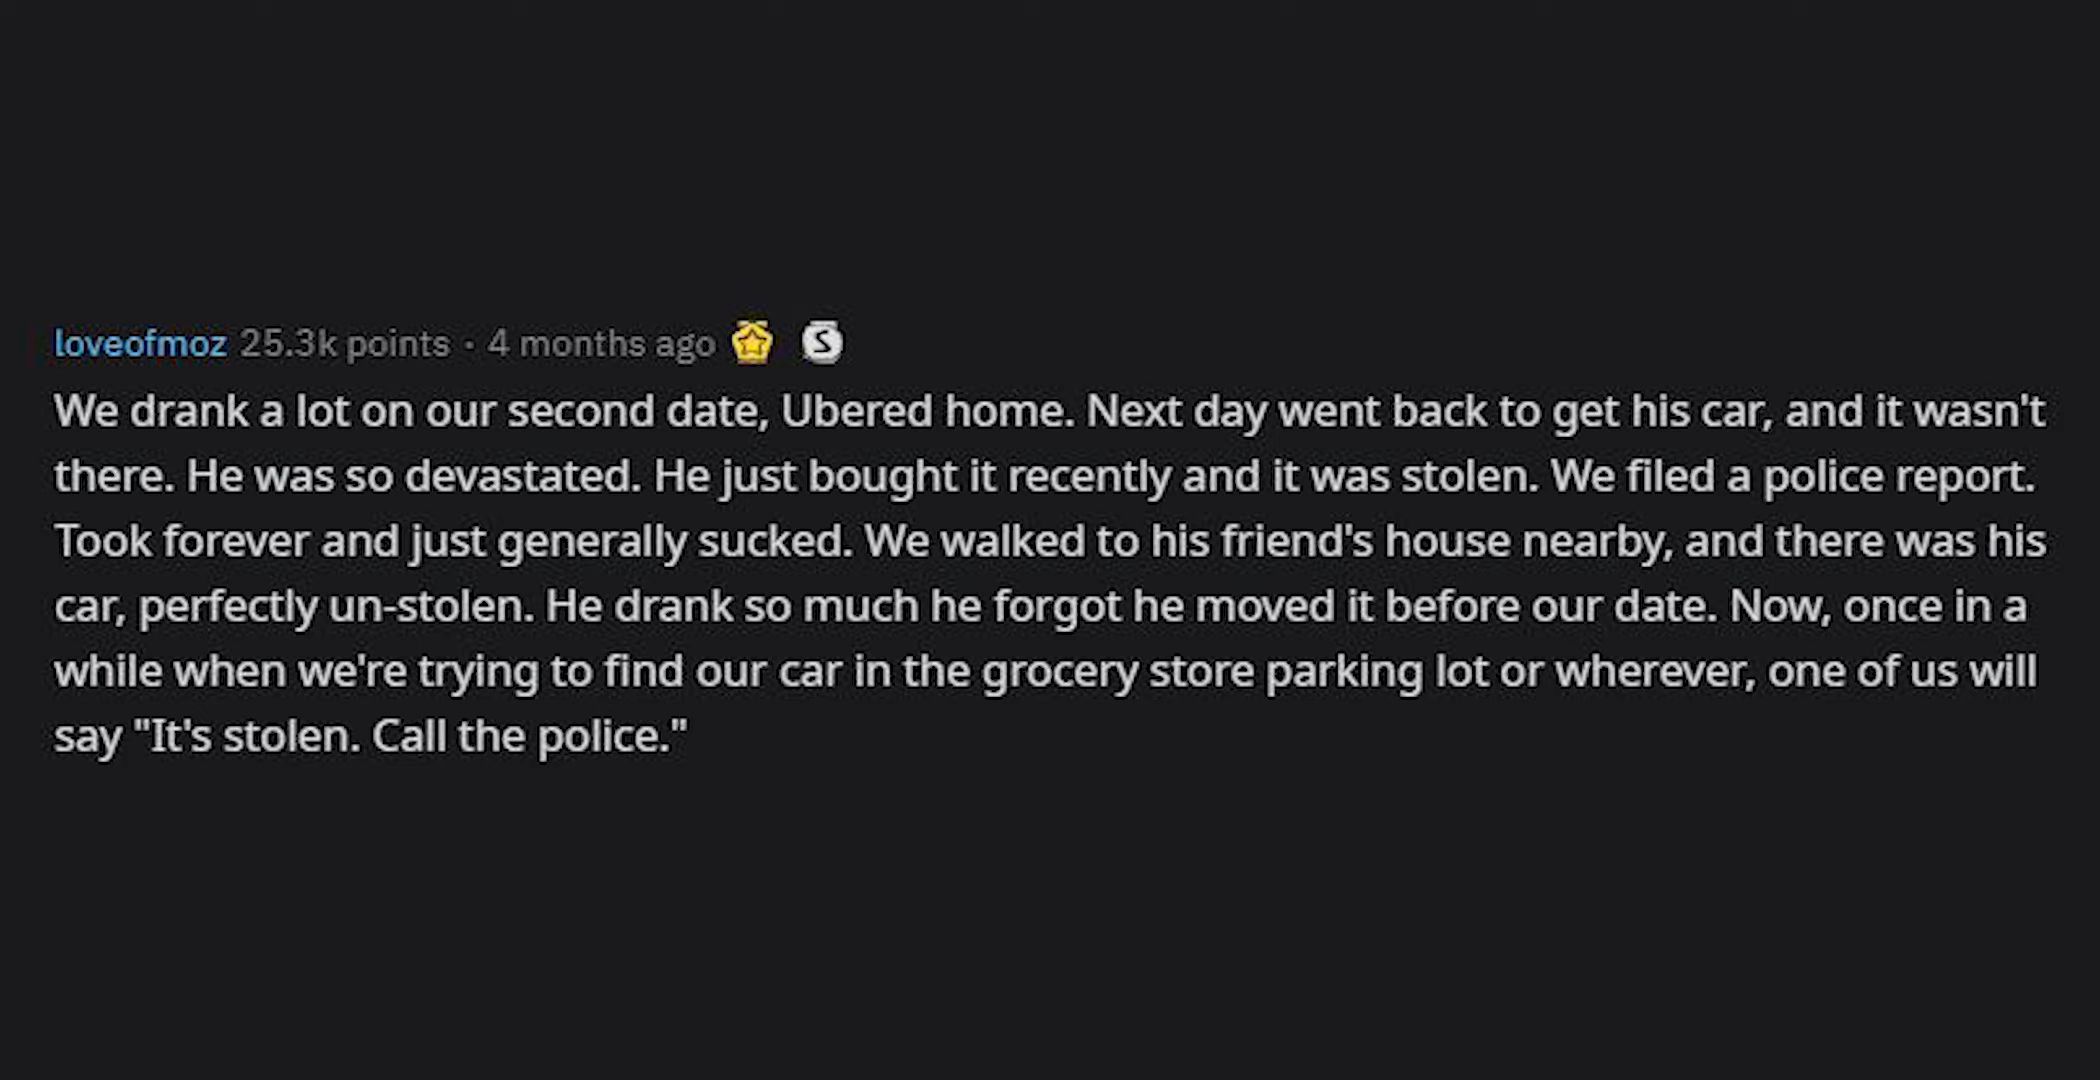 loveofmoz 25.3k points · 4 months ago S
We drank a lot on our second date, Ubered home. Next day went back to get his car, and it wasn't
there. He was so devastated. He just bought it recently and it was stolen. We filed a police report.
Took forever and just generally sucked. We walked to his friend's house nearby, and there was his
car, perfectly un-stolen. He drank so much he forgot he moved it before our date. Now, once in a
while when we're trying to find our car in the grocery store parking lot or wherever, one of us will
say "It's stolen. Call the police."